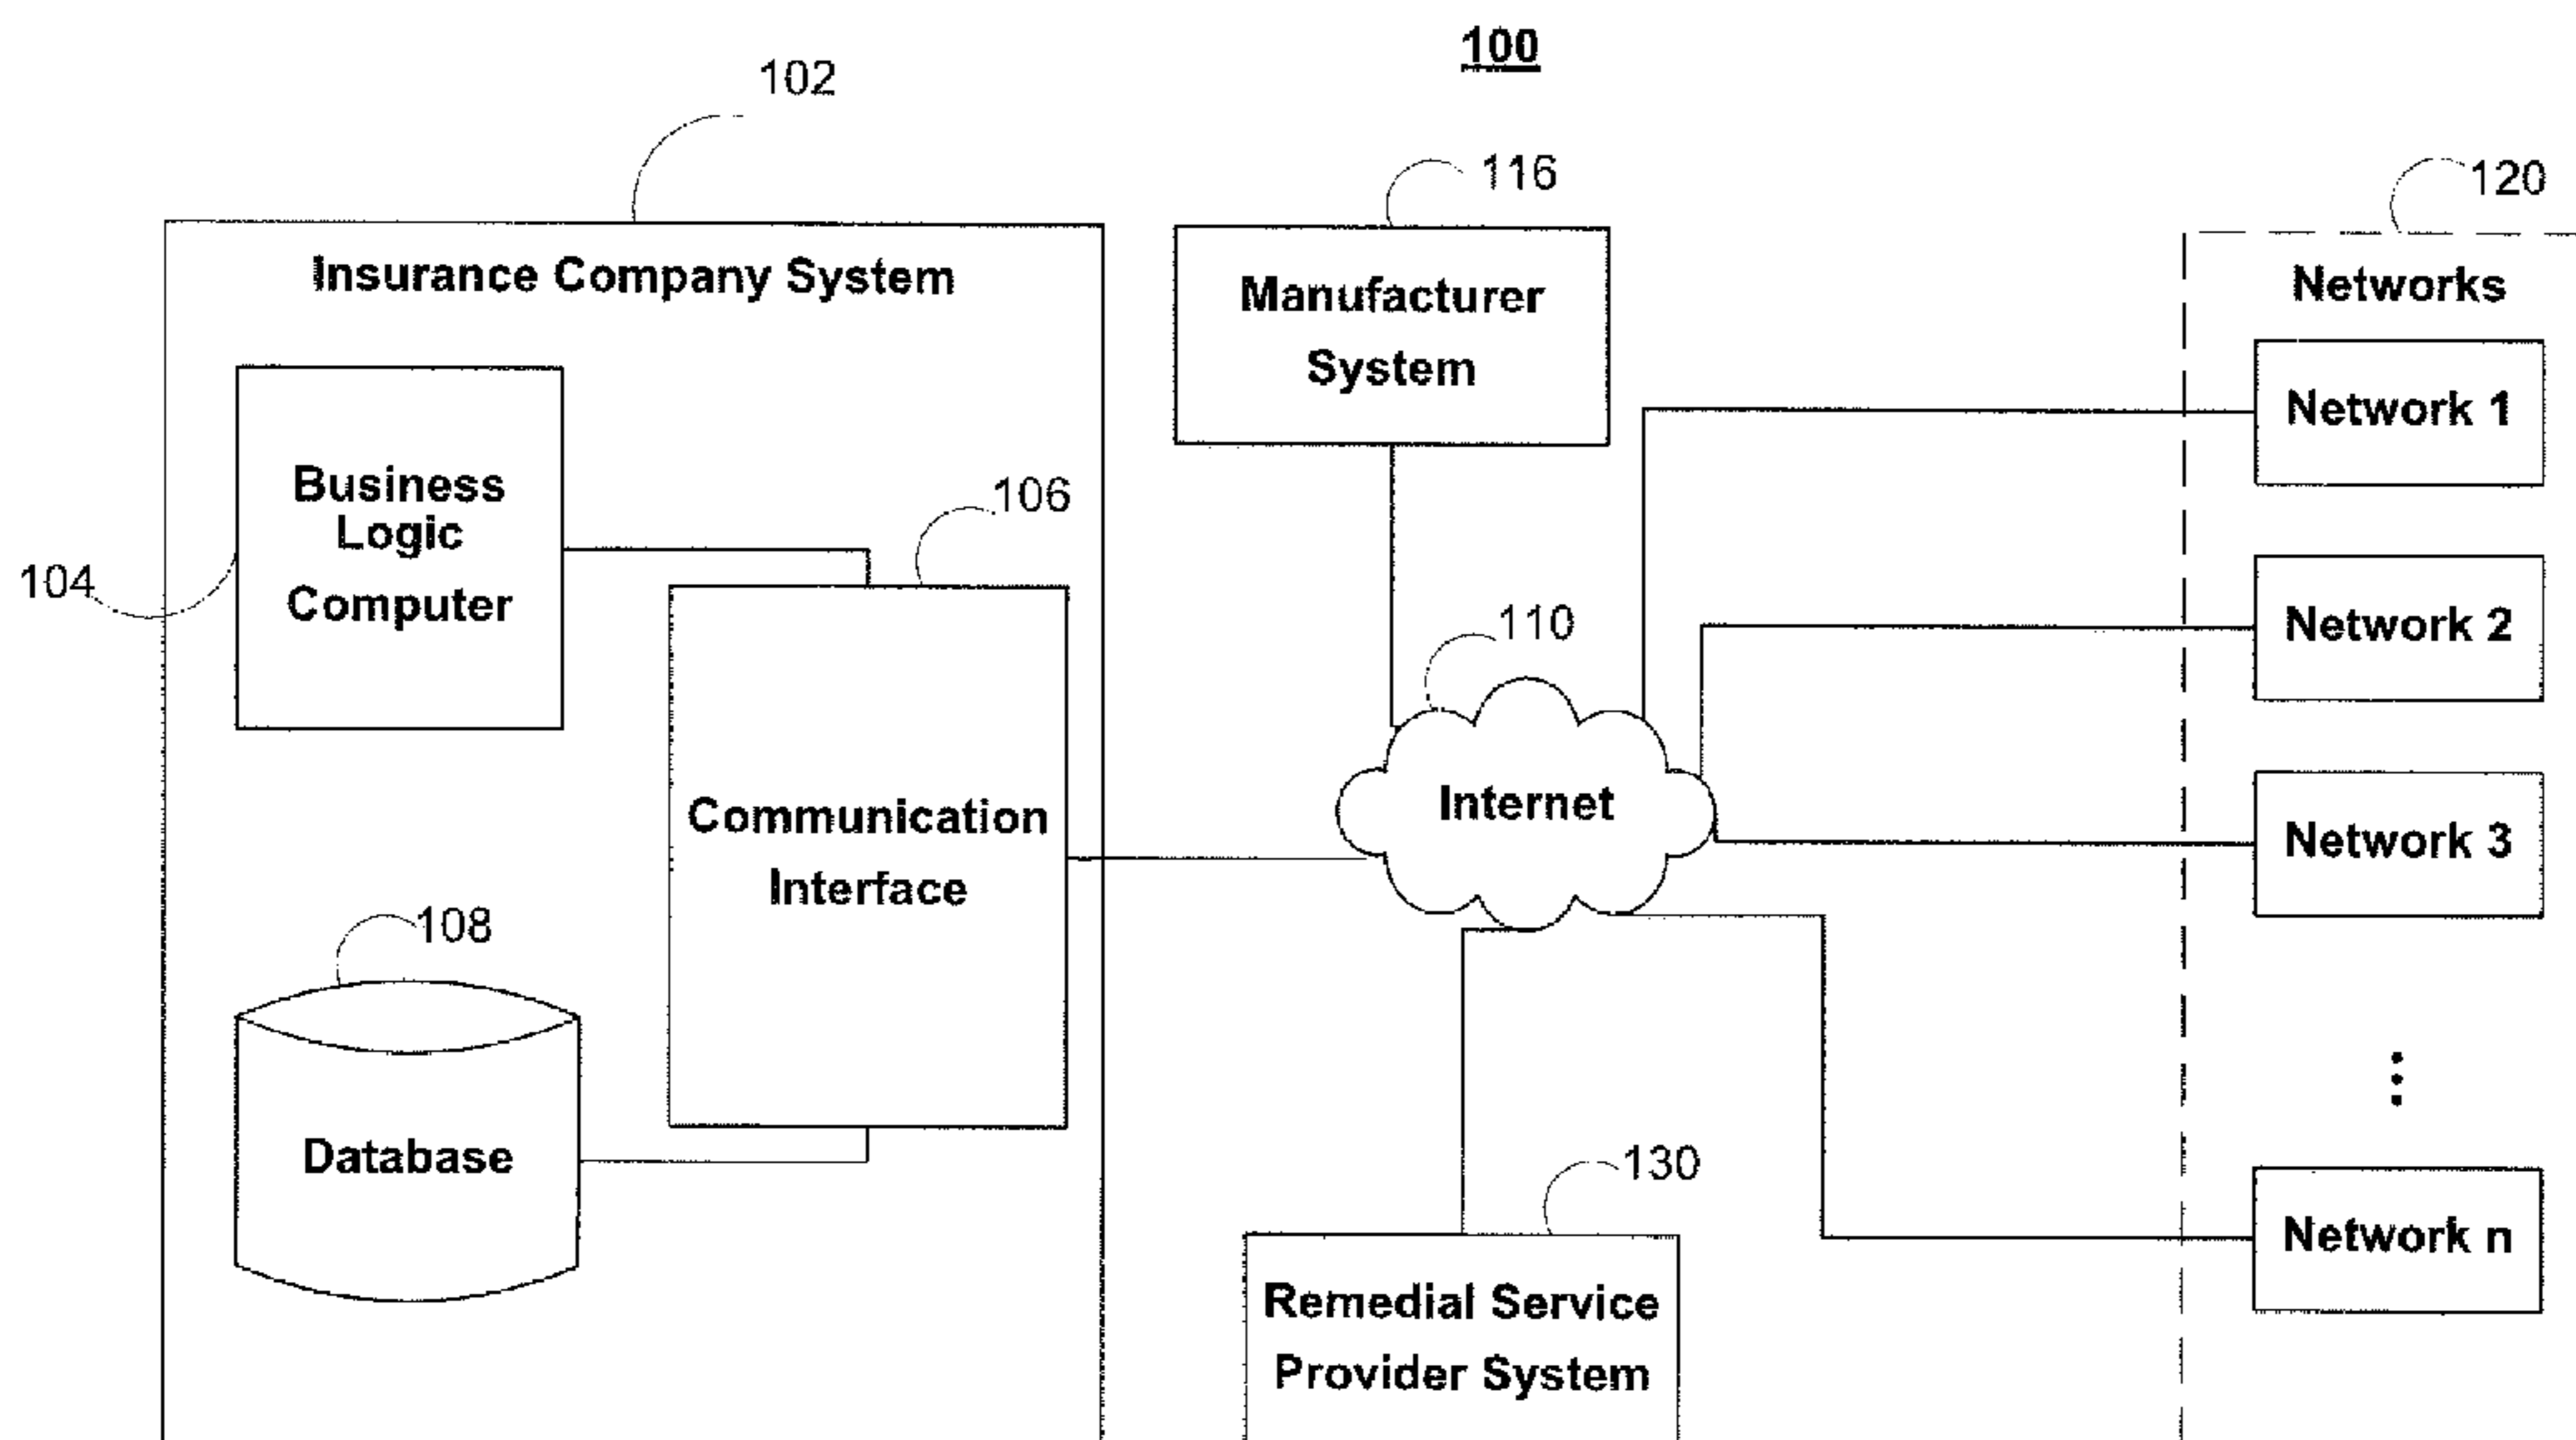 100
102
116
120
Insurance Company System
Manufacturer
System
Networks
Network 1
Business
Logic
Computer
106
104
110
Network 2
Communication
Interface
Internet
Network 3
108
Database
130
Remedial Service
Provider System
⋮
Network n